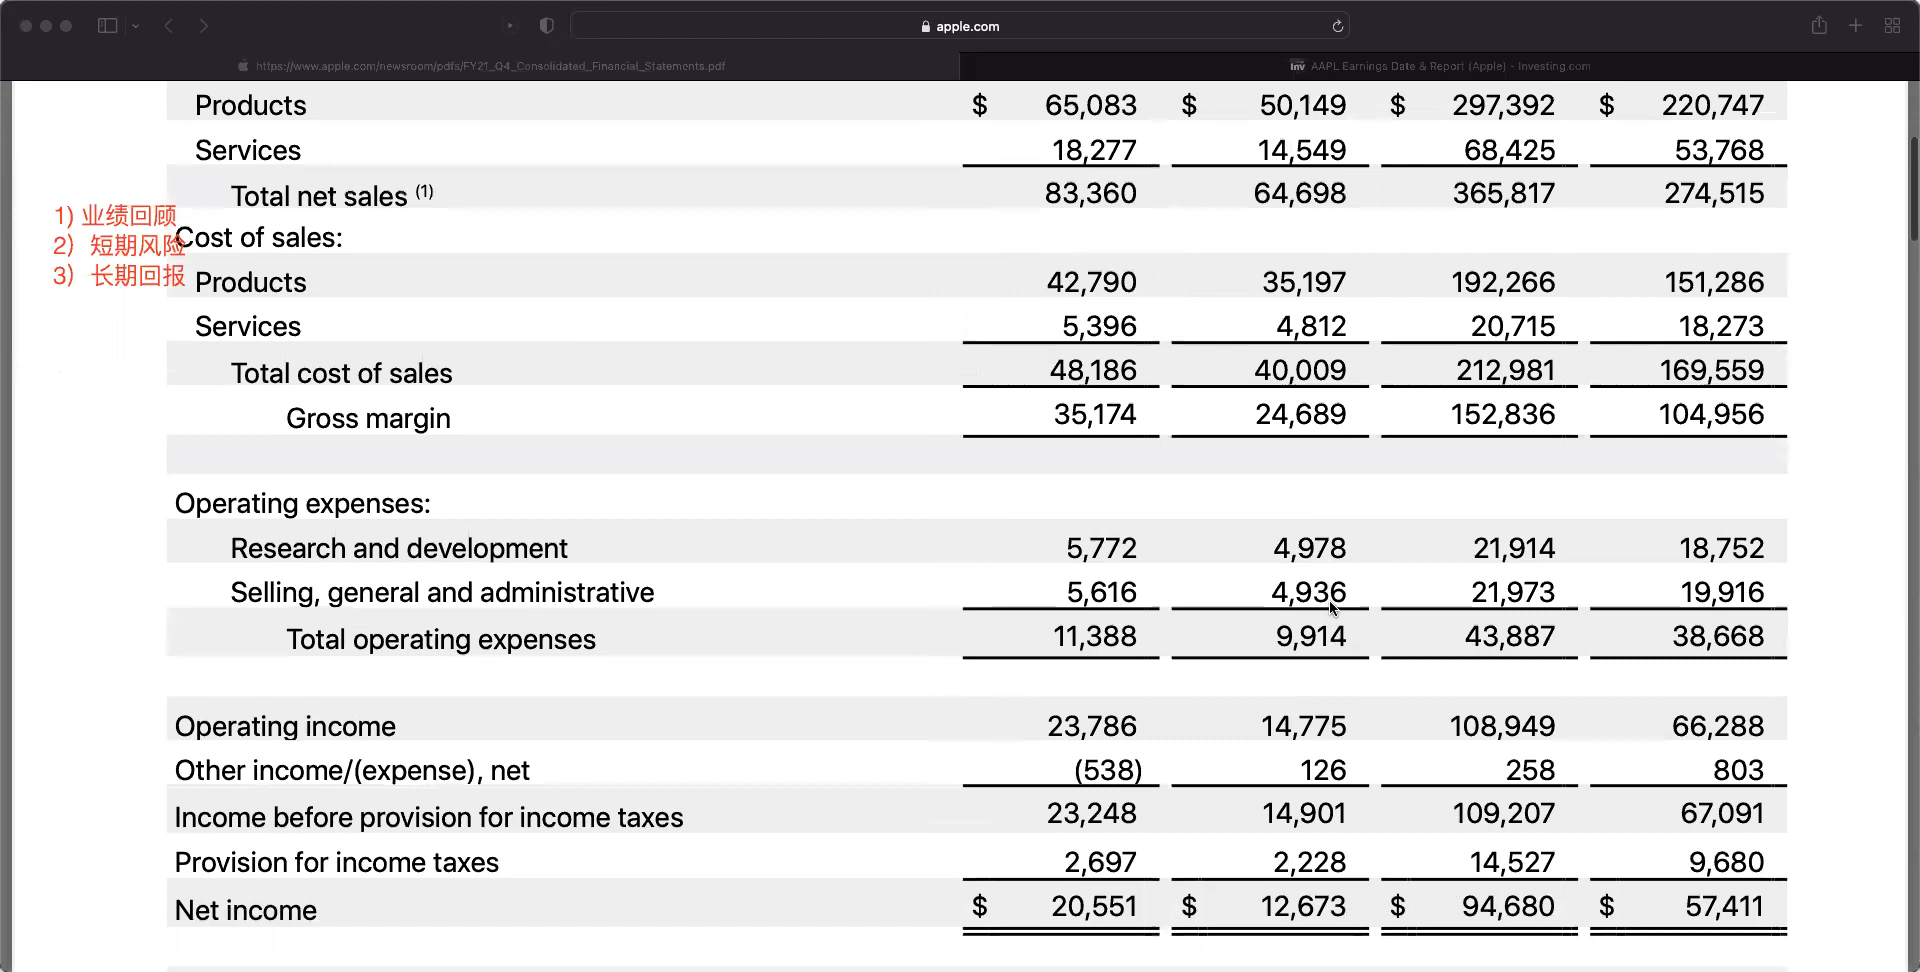 apple.com
https://www.apple.com/newsroom/pdfs/FY21_Q4_Consolidated_Financial_Statements.pdf
Inv AAPL Earnings Date & Report (Apple) - Investing.com
Products $ 65,083 $ 50,149 $ 297,392 $ 220,747
Services 18,277 14,549 68,425 53,768
Total net sales (1) 83,360 64,698 365,817 274,515
1) 业绩回顾
2) 短期风险
3) 长期回报
Cost of sales:
Products 42,790 35,197 192,266 151,286
Services 5,396 4,812 20,715 18,273
Total cost of sales 48,186 40,009 212,981 169,559
Gross margin 35,174 24,689 152,836 104,956
Operating expenses:
Research and development 5,772 4,978 21,914 18,752
Selling, general and administrative 5,616 4,936 21,973 19,916
Total operating expenses 11,388 9,914 43,887 38,668
Operating income 23,786 14,775 108,949 66,288
Other income/(expense), net (538) 126 258 803
Income before provision for income taxes 23,248 14,901 109,207 67,091
Provision for income taxes 2,697 2,228 14,527 9,680
Net income $ 20,551 $ 12,673 $ 94,680 $ 57,411